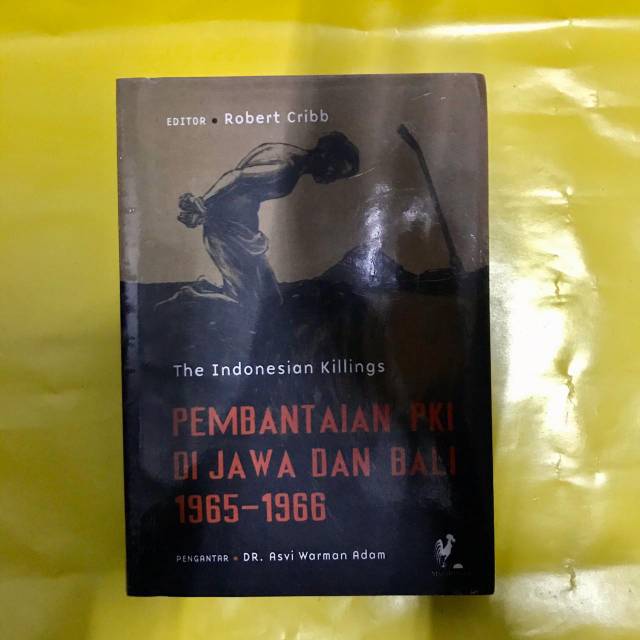 EDITOR • Robert Cribb
The Indonesian Killings
PEMBANTAIAN PKI
DI JAWA DAN BALI
1965-1966
PENGANTAR • DR. Asvi Warman Adam